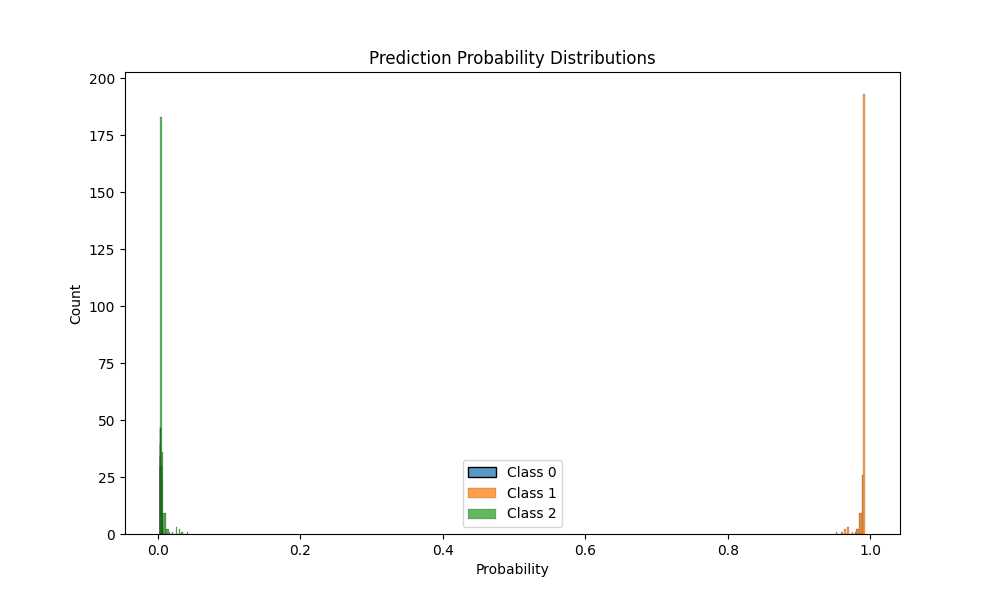 Prediction Probability Distributions
200
175
150
125
100
75
50
25
0
Count
0.0 0.2 0.4 0.6 0.8 1.0
Probability
Class 0
Class 1
Class 2